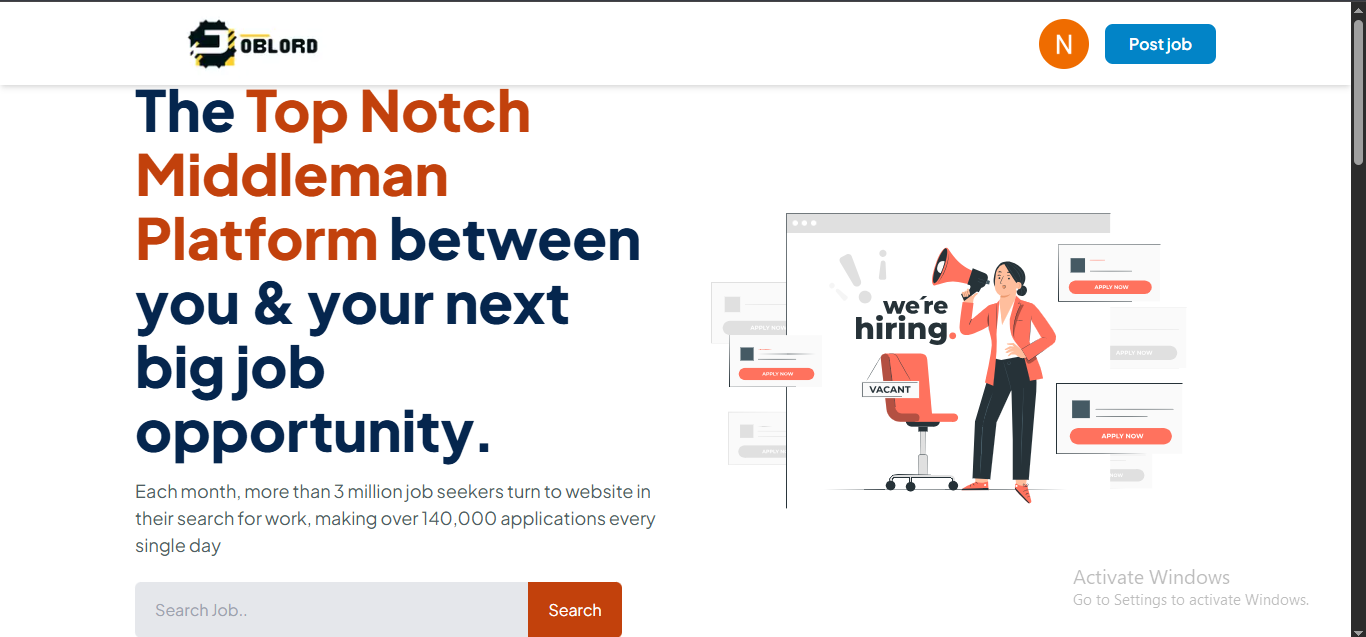 JOBLORD
N
Post job
The Top Notch
Middleman
Platform between
you & your next
big job
opportunity.
Each month, more than 3 million job seekers turn to website in
their search for work, making over 140,000 applications every
single day
Search Job..
Search
we're
hiring.
VACANT
APPLY NOW
APPLY NOW
APPLY NOW
APPLY NOW
APPLY NOW
Activate Windows
Go to Settings to activate Windows.